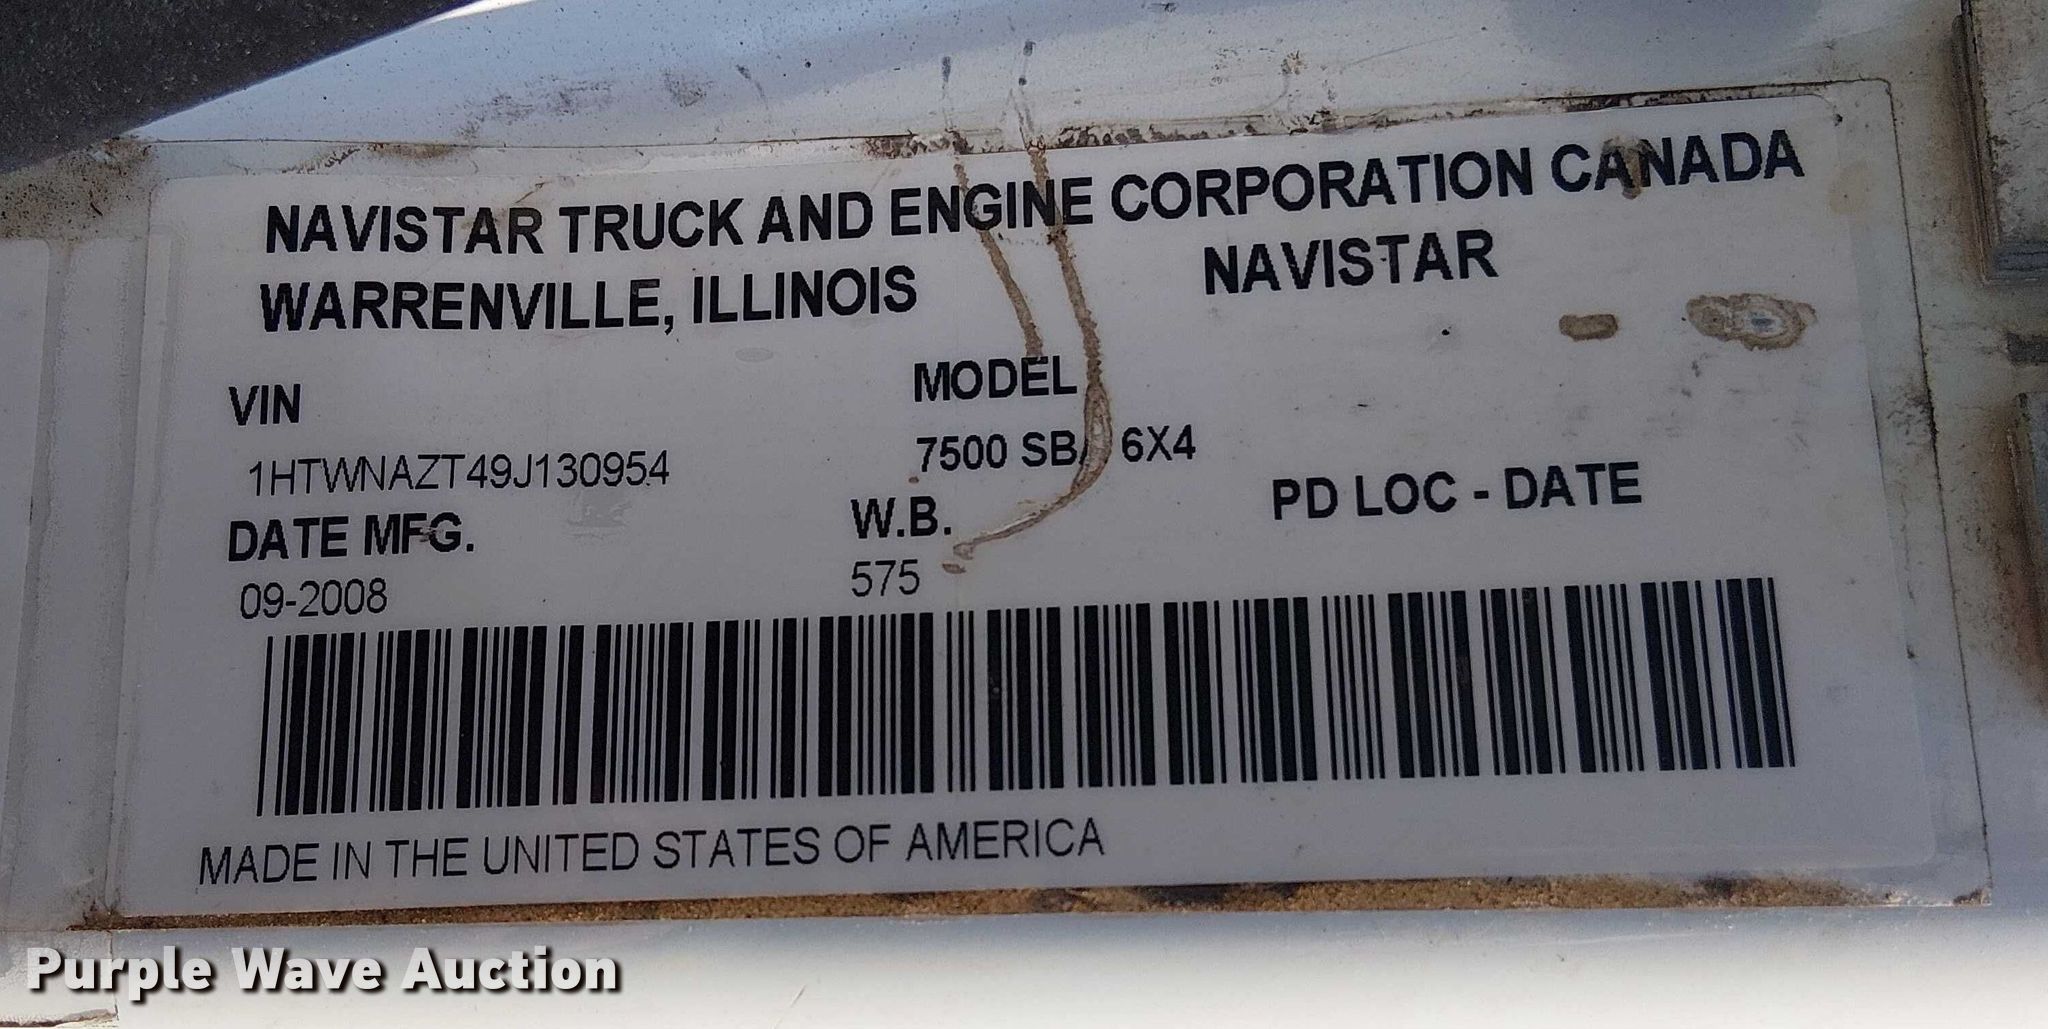 NAVISTAR TRUCK AND ENGINE CORPORATION CANADA
WARRENVILLE, ILLINOIS NAVISTAR
VIN MODEL
1HTWNAZT49J130954 7500 SBA 6X4
DATE MFG. W.B. PD LOC - DATE
09-2008 575
MADE IN THE UNITED STATES OF AMERICA
Purple Wave Auction